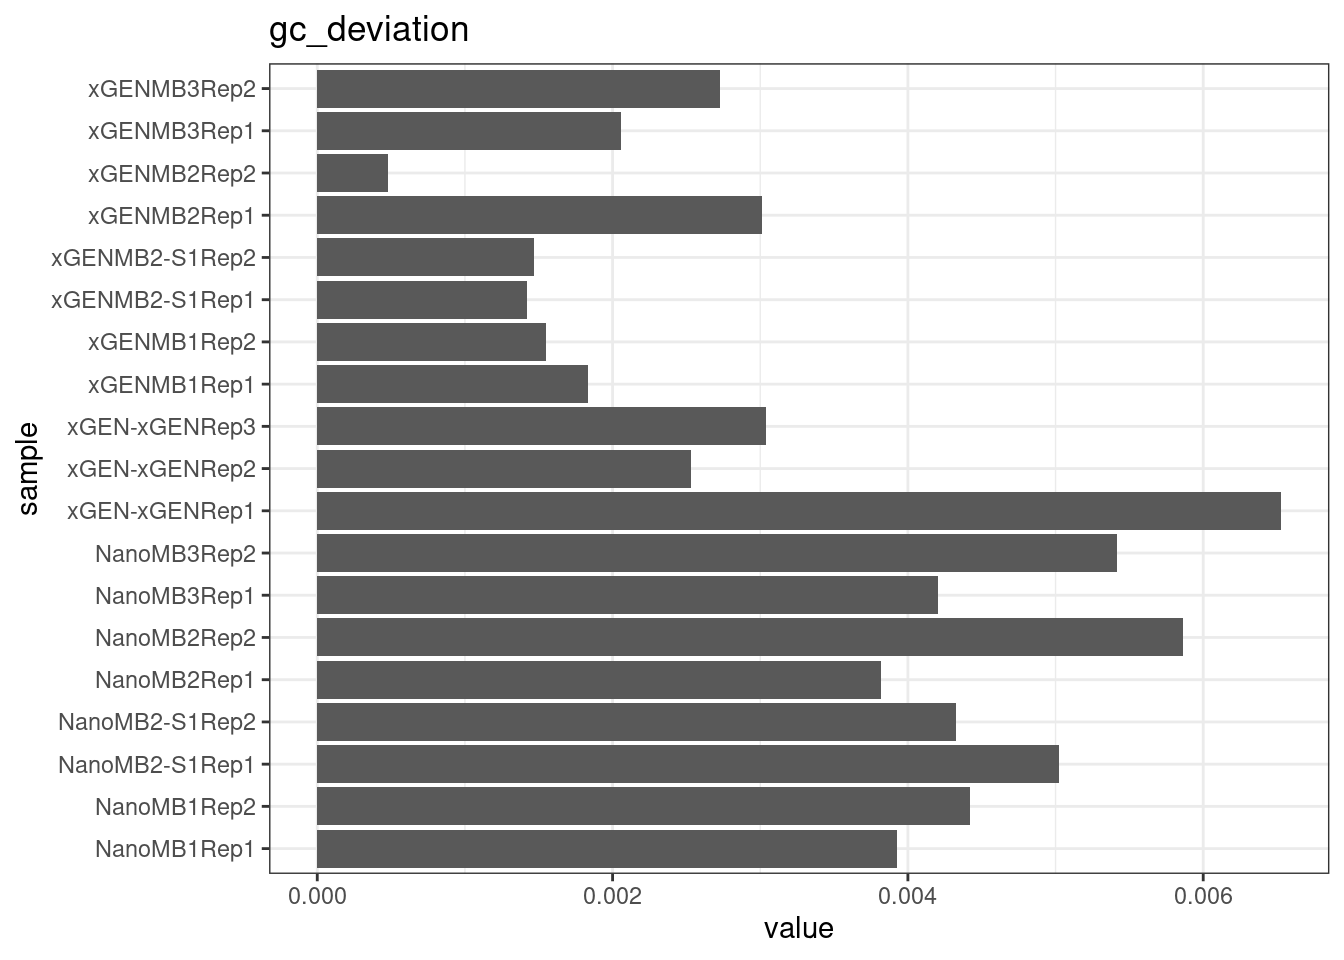 gc_deviation
xGENMB3Rep2
xGENMB3Rep1
xGENMB2Rep2
xGENMB2Rep1
xGENMB2-S1Rep2
xGENMB2-S1Rep1
xGENMB1Rep2
xGENMB1Rep1
xGEN-xGENRep3
xGEN-xGENRep2
xGEN-xGENRep1
NanoMB3Rep2
NanoMB3Rep1
NanoMB2Rep2
NanoMB2Rep1
NanoMB2-S1Rep2
NanoMB2-S1Rep1
NanoMB1Rep2
NanoMB1Rep1
sample
0.000 0.002 0.004 0.006
value